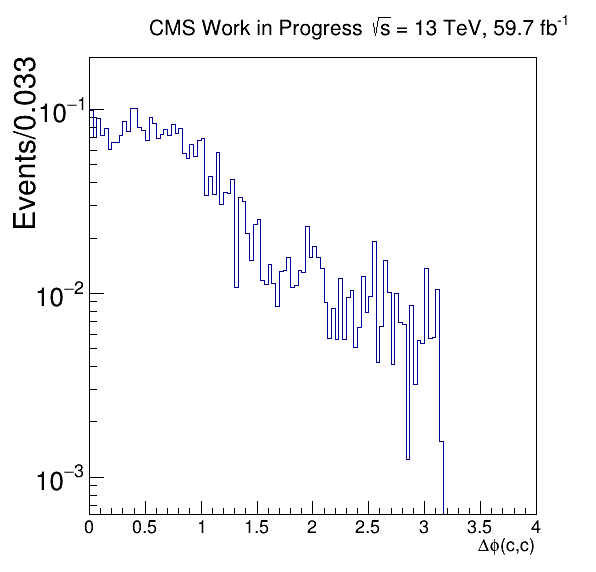 CMS Work in Progress √s = 13 TeV, 59.7 fb⁻¹
Events/0.033
10⁻¹
10⁻²
10⁻³
0 0.5 1 1.5 2 2.5 3 3.5 4
Δϕ(c,c)